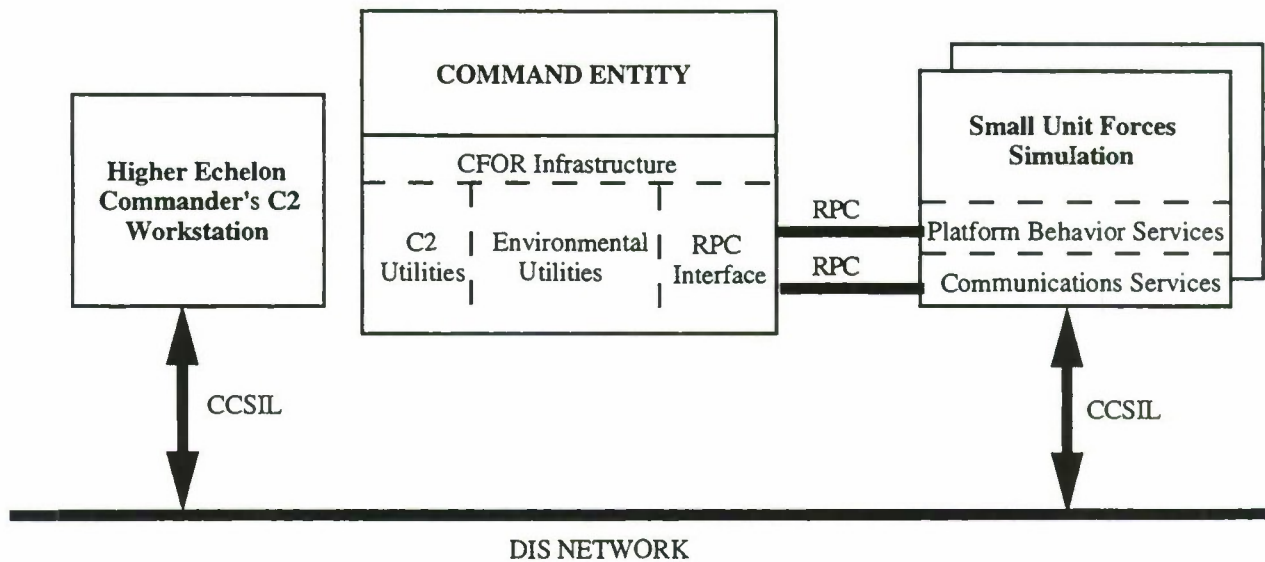 COMMAND ENTITY
Higher Echelon
Commander's C2
Workstation
CFOR Infrastructure
C2
Utilities
Environmental
Utilities
RPC
Interface
RPC
RPC
Small Unit Forces
Simulation
Platform Behavior Services
Communications Services
CCSIL
CCSIL
DIS NETWORK